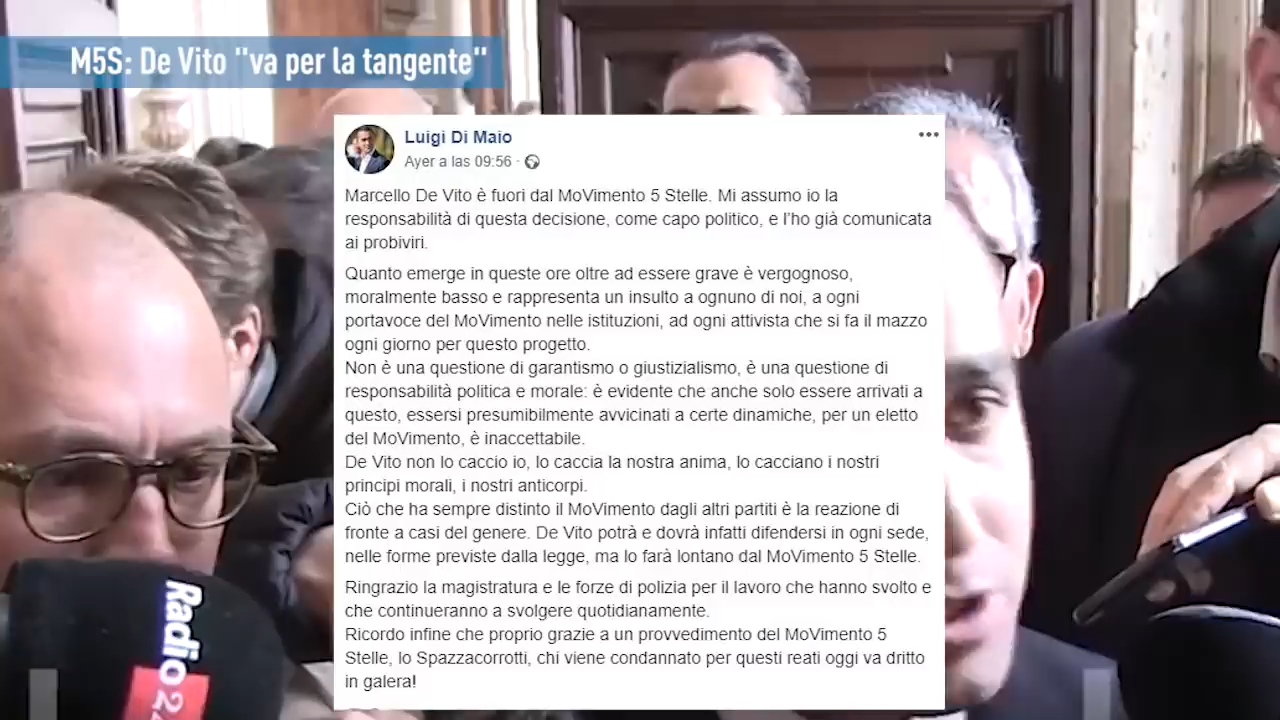 M5S: De Vito "va per la tangente"
Luigi Di Maio
Ayer a las 09:56 ·
Marcello De Vito è fuori dal MoVimento 5 Stelle. Mi assumo io la
responsabilità di questa decisione, come capo politico, e l’ho già comunicata
ai probiviri.
Quanto emerge in queste ore oltre ad essere grave è vergognoso,
moralmente basso e rappresenta un insulto a ognuno di noi, a ogni
portavoce del MoVimento nelle istituzioni, ad ogni attivista che si fa il mazzo
ogni giorno per questo progetto.
Non è una questione di garantismo o giustizialismo, è una questione di
responsabilità politica e morale: è evidente che anche solo essere arrivati a
questo, essersi presumibilmente avvicinati a certe dinamiche, per un eletto
del MoVimento, è inaccettabile.
De Vito non lo caccio io, lo caccia la nostra anima, lo cacciano i nostri
principi morali, i nostri anticorpi.
Ciò che ha sempre distinto il MoVimento dagli altri partiti è la reazione di
fronte a casi del genere. De Vito potrà e dovrà infatti difendersi in ogni sede,
nelle forme previste dalla legge, ma lo farà lontano dal MoVimento 5 Stelle.
Ringrazio la magistratura e le forze di polizia per il lavoro che hanno svolto e
che continueranno a svolgere quotidianamente.
Ricordo infine che proprio grazie a un provvedimento del MoVimento 5
Stelle, lo Spazzacorrotti, chi viene condannato per questi reati oggi va dritto
in galera!
Radio